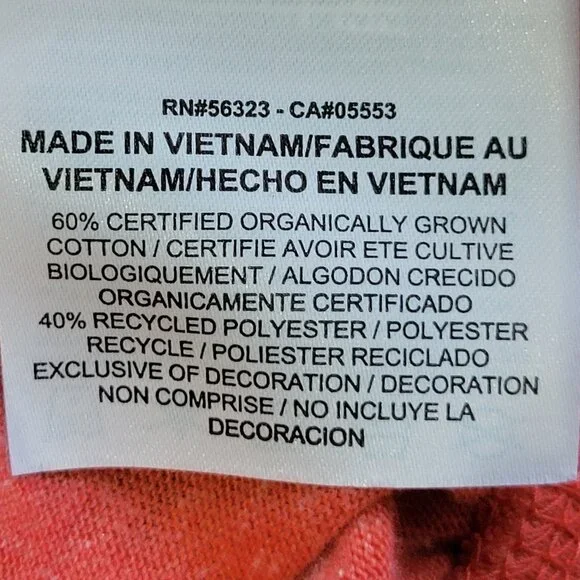 RN#56323 - CA#05553
MADE IN VIETNAM/FABRIQUE AU
VIETNAM/HECHO EN VIETNAM
60% CERTIFIED ORGANICALLY GROWN
COTTON / CERTIFIE AVOIR ETE CULTIVE
BIOLOGIQUEMENT / ALGODON CRECIDO
ORGANICAMENTE CERTIFICADO
40% RECYCLED POLYESTER / POLYESTER
RECYCLE / POLIESTER RECICLADO
EXCLUSIVE OF DECORATION / DECORATION
NON COMPRISE / NO INCLUYE LA
DECORACION